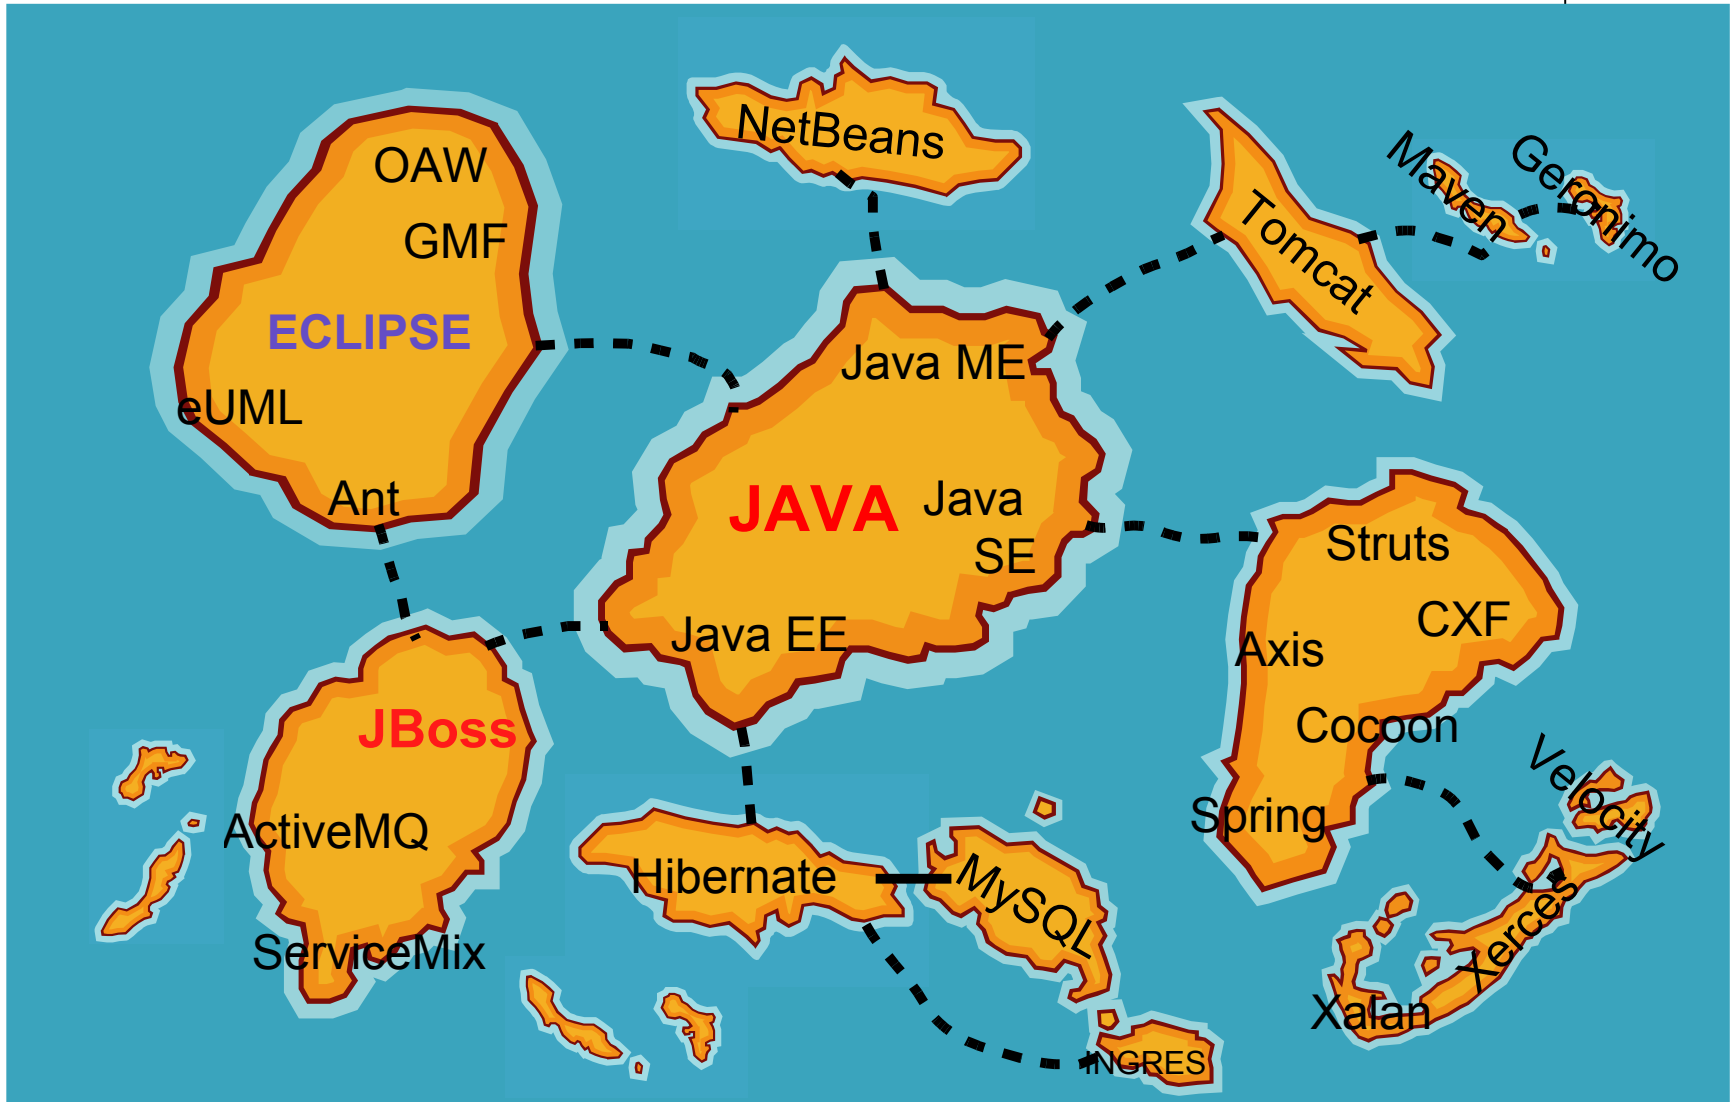 NetBeans
OAW
GMF
ECLIPSE
eUML
Ant
Tomcat
Maven
Geronimo
Java ME
JAVA
Java
SE
Java EE
Struts
CXF
Axis
Cocoon
Spring
JBoss
ActiveMQ
ServiceMix
Hibernate
MySQL
INGRES
Velocity
Xerces
Xalan